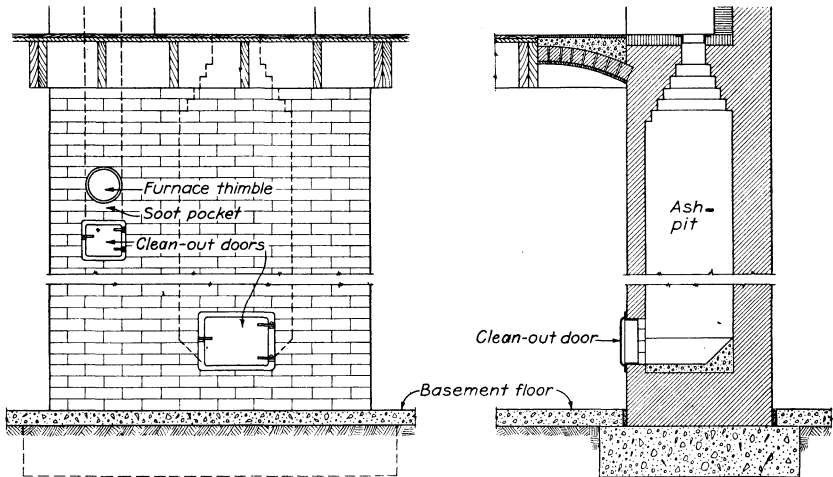 Furnace thimble
Soot pocket
Clean-out doors
Ash-
pit
Clean-out door
Basement floor